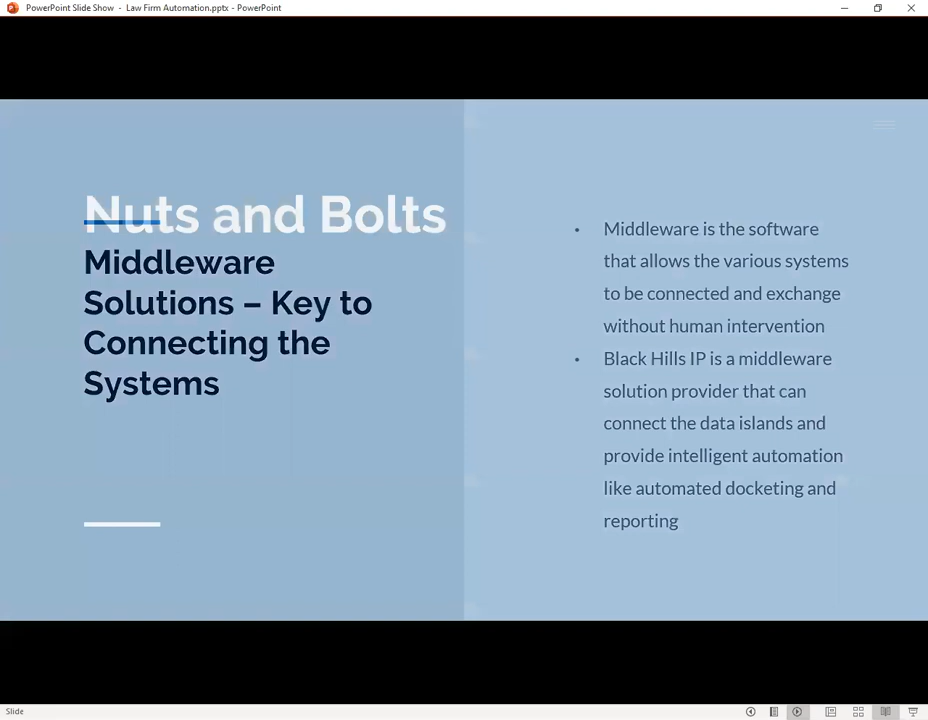 PowerPoint Slide Show - Law Firm Automation.pptx - PowerPoint
Nuts and Bolts
Middleware
Solutions – Key to
Connecting the
Systems
• Middleware is the software
that allows the various systems
to be connected and exchange
without human intervention
• Black Hills IP is a middleware
solution provider that can
connect the data islands and
provide intelligent automation
like automated docketing and
reporting
Slide